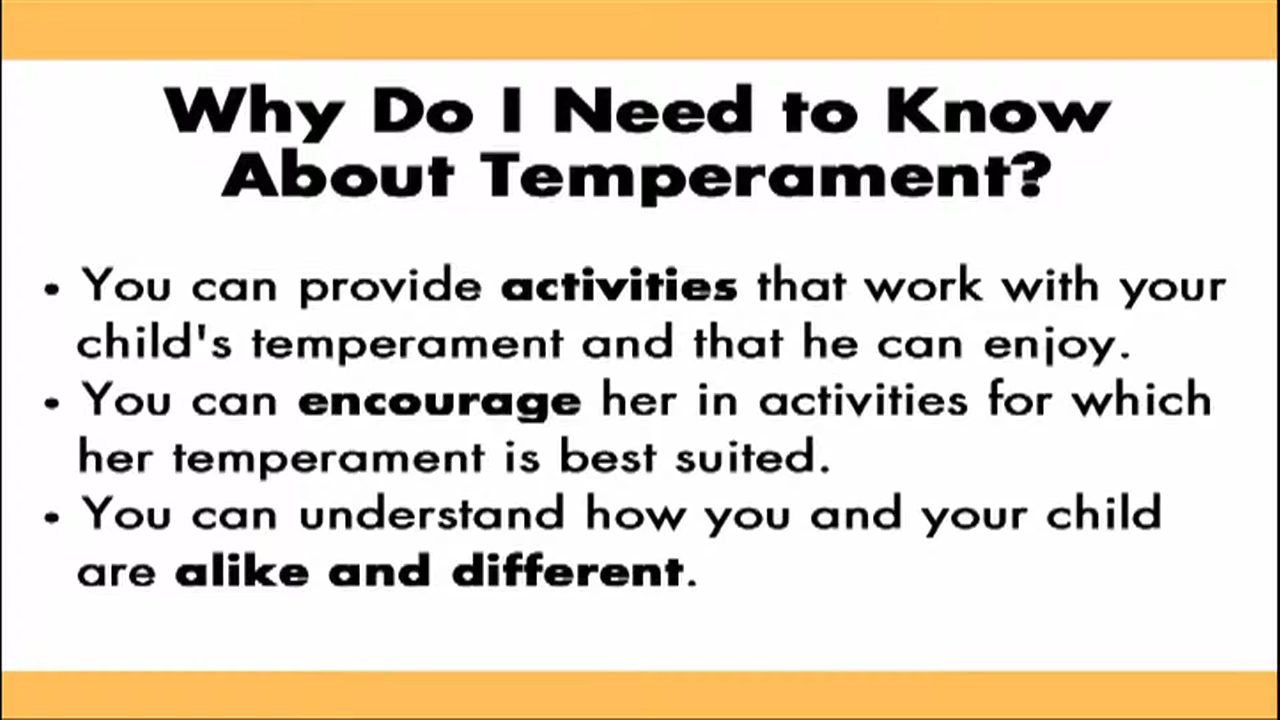 Why Do I Need to Know
About Temperament?
• You can provide activities that work with your
child's temperament and that he can enjoy.
• You can encourage her in activities for which
her temperament is best suited.
• You can understand how you and your child
are alike and different.